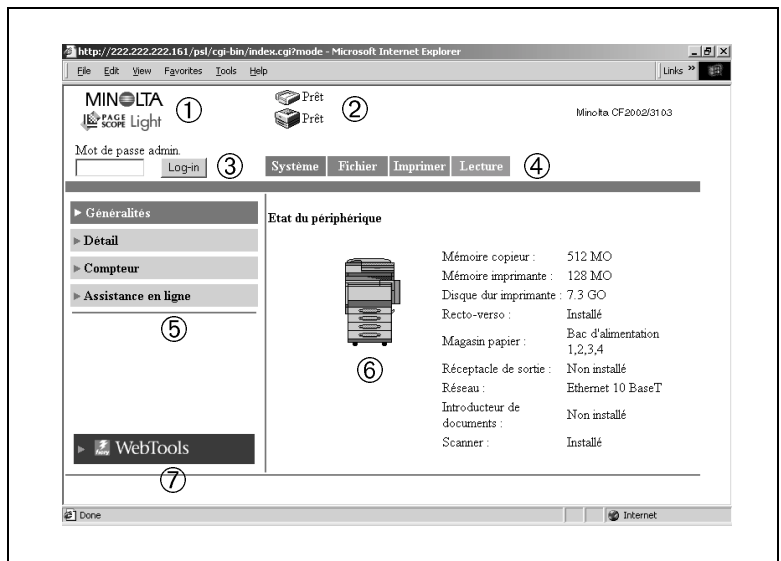 http://222.222.222.161/psl/cgi-bin/index.cgi?mode - Microsoft Internet Explorer
File Edit View Favorites Tools Help
Links »
MINOLTA
PAGE SCOPE Light
1
Prêt
Prêt
2
Minolta CF2002/3103
Mot de passe admin.
Log-in
3
Système Fichier Imprimer Lecture
4
Généralités
Détail
Compteur
Assistance en ligne
5
Etat du périphérique
6
Mémoire copieur : 512 MO
Mémoire imprimante : 128 MO
Disque dur imprimante : 7.3 GO
Recto-verso : Installé
Magasin papier : Bac d'alimentation 1,2,3,4
Réceptacle de sortie : Non installé
Réseau : Ethernet 10 BaseT
Introducteur de documents : Non installé
Scanner : Installé
WebTools
7
Done
Internet